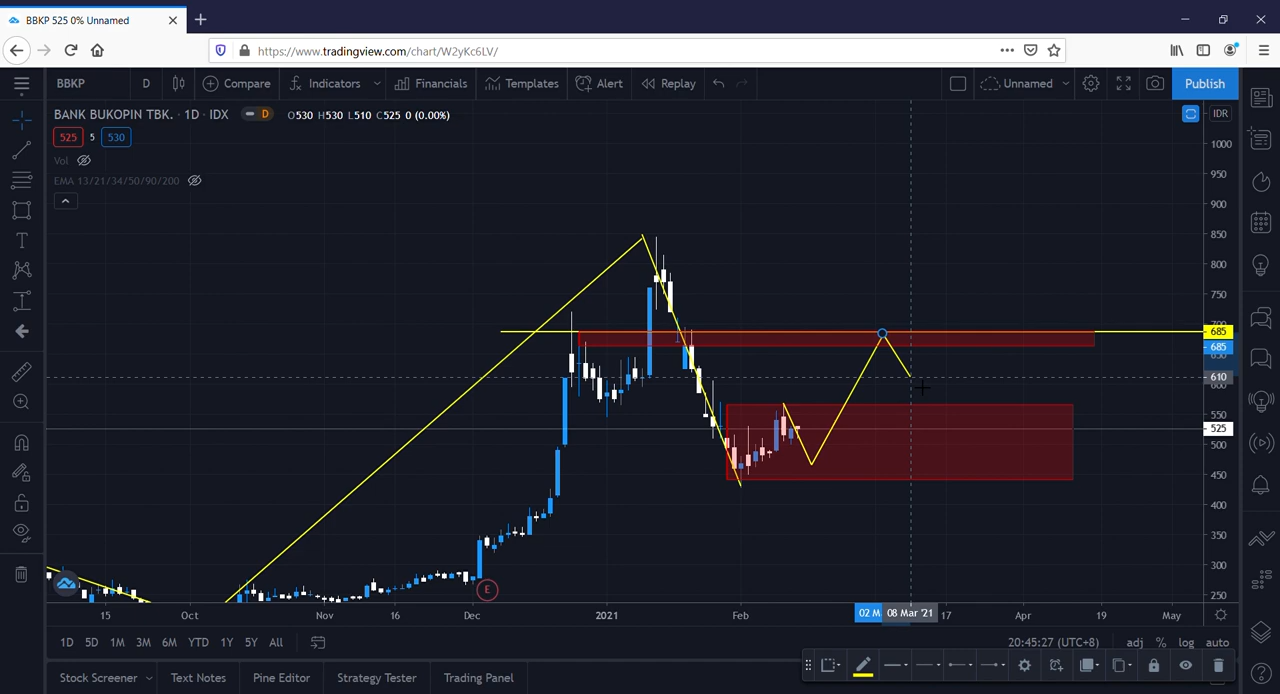 BBKP 525 0% Unnamed
https://www.tradingview.com/chart/W2yKc6LV/
BBKP D Compare Indicators Financials Templates Alert Replay Unnamed Publish
BANK BUKOPIN TBK. · 1D · IDX D O530 H530 L510 C525 0 (0.00%) IDR
525 5 530
Vol
EMA 13/21/34/50/90/200
1000
950
900
850
800
750
685
685
610
550
525
500
450
400
350
300
250
E
15 Oct Nov 16 Dec 2021 Feb 02 M 08 Mar '21 17 Apr 19 May
1D 5D 1M 3M 6M YTD 1Y 5Y All 20:45:27 (UTC+8) adj % log auto
Stock Screener Text Notes Pine Editor Strategy Tester Trading Panel